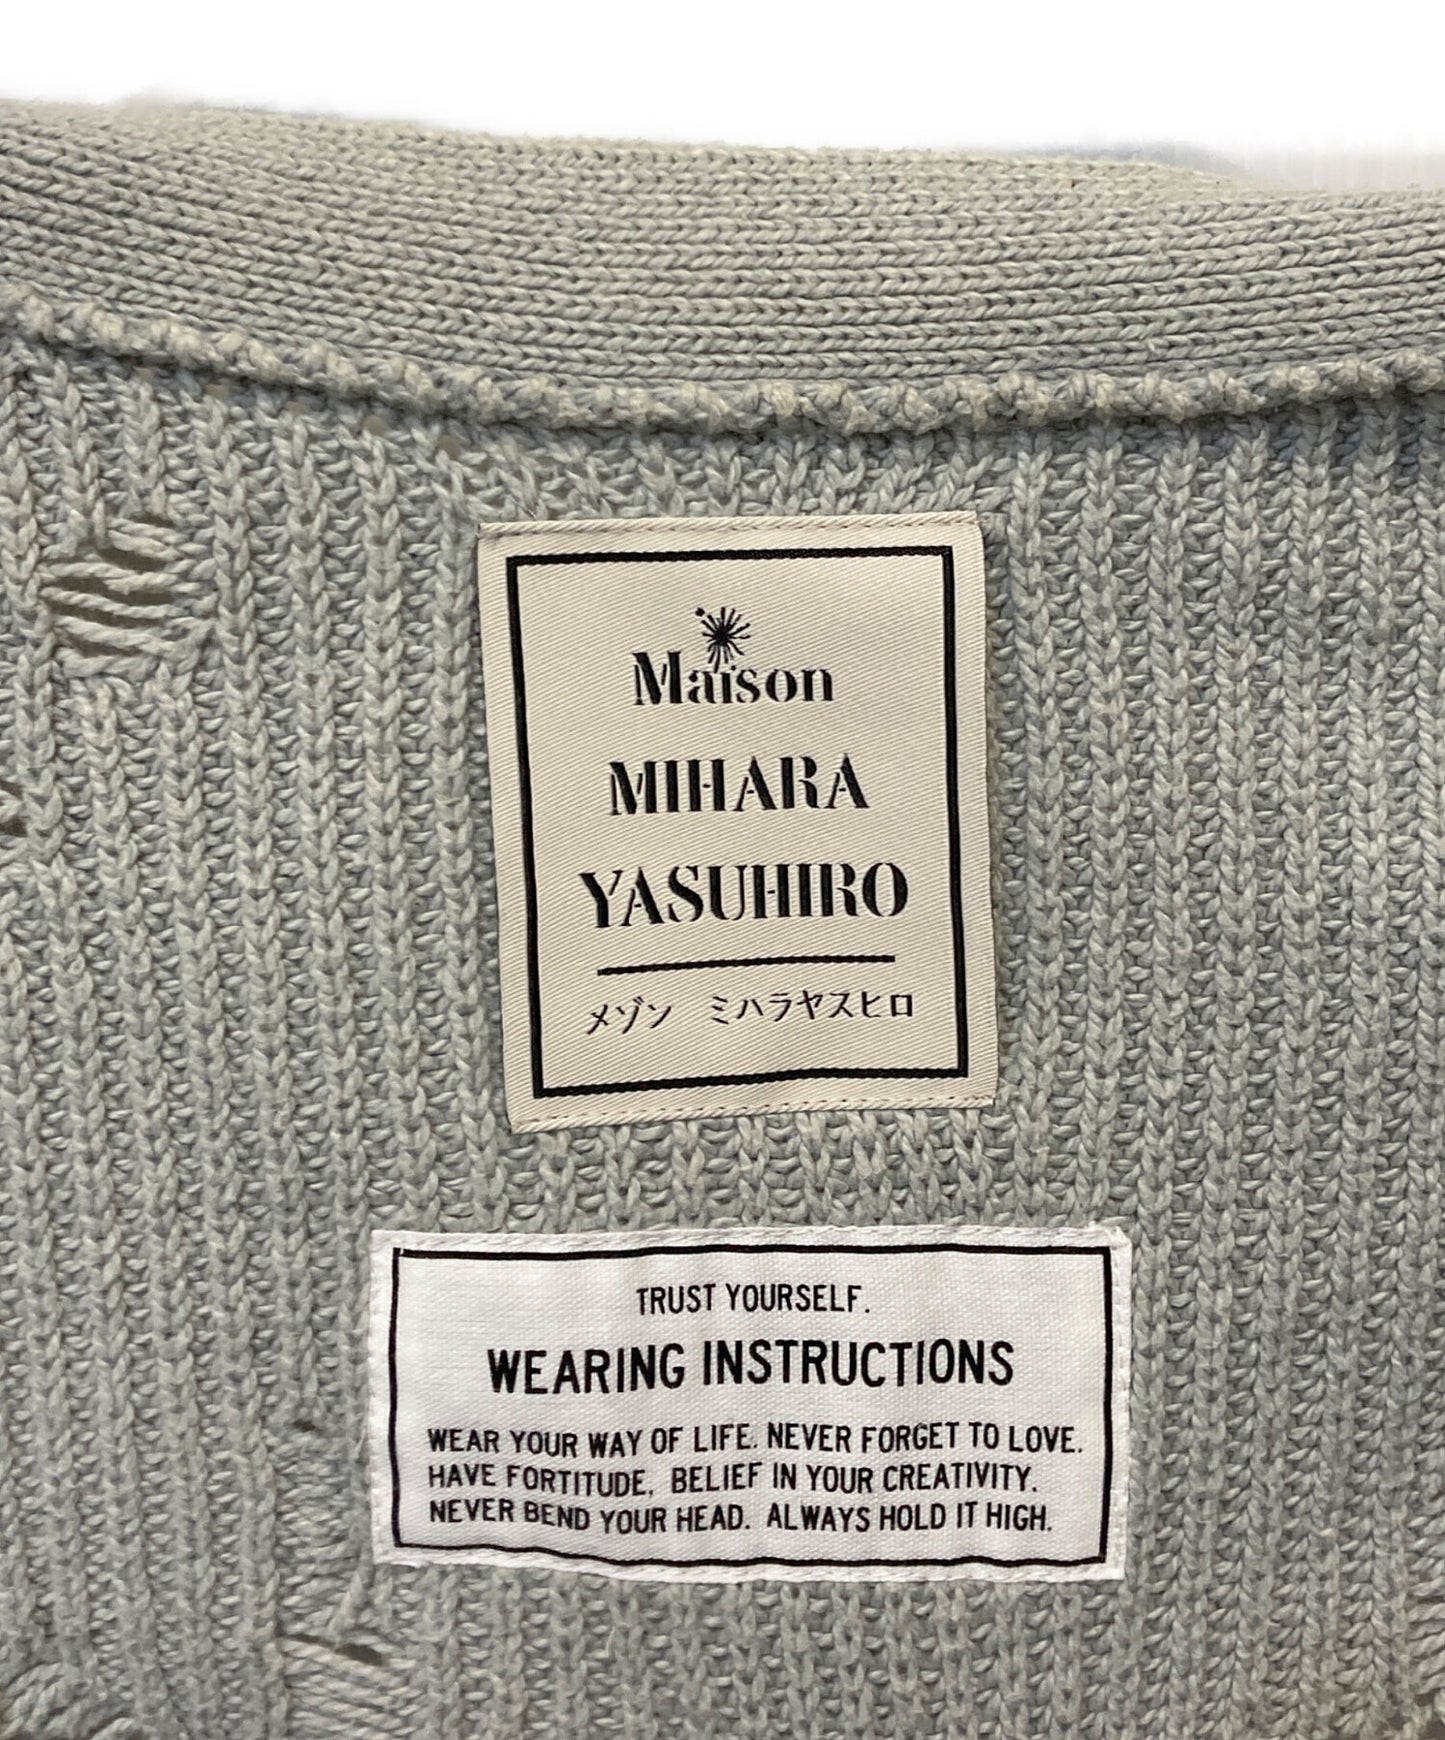 Maison
MIHARA
YASUHIRO
メゾン ミハラヤスヒロ
TRUST YOURSELF.
WEARING INSTRUCTIONS
WEAR YOUR WAY OF LIFE. NEVER FORGET TO LOVE.
HAVE FORTITUDE. BELIEF IN YOUR CREATIVITY.
NEVER BEND YOUR HEAD. ALWAYS HOLD IT HIGH.